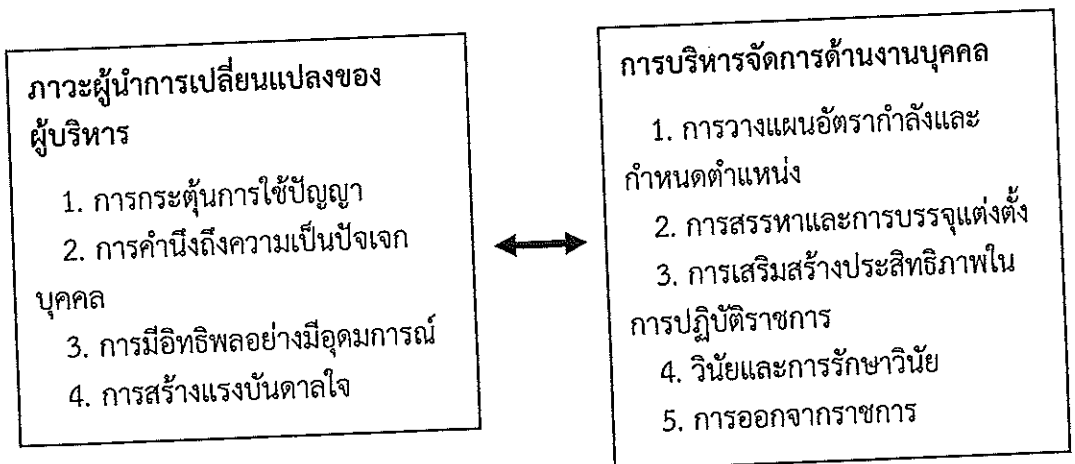 ภาวะผู้นำการเปลี่ยนแปลงของ
ผู้บริหาร
1. การกระตุ้นการใช้ปัญญา
2. การคำนึงถึงความเป็นปัจเจก
บุคคล
3. การมีอิทธิพลอย่างมีอุดมการณ์
4. การสร้างแรงบันดาลใจ
การบริหารจัดการด้านงานบุคคล
1. การวางแผนอัตรากำลังและ
กำหนดตำแหน่ง
2. การสรรหาและการบรรจุแต่งตั้ง
3. การเสริมสร้างประสิทธิภาพใน
การปฏิบัติราชการ
4. วินัยและการรักษาวินัย
5. การออกจากราชการ